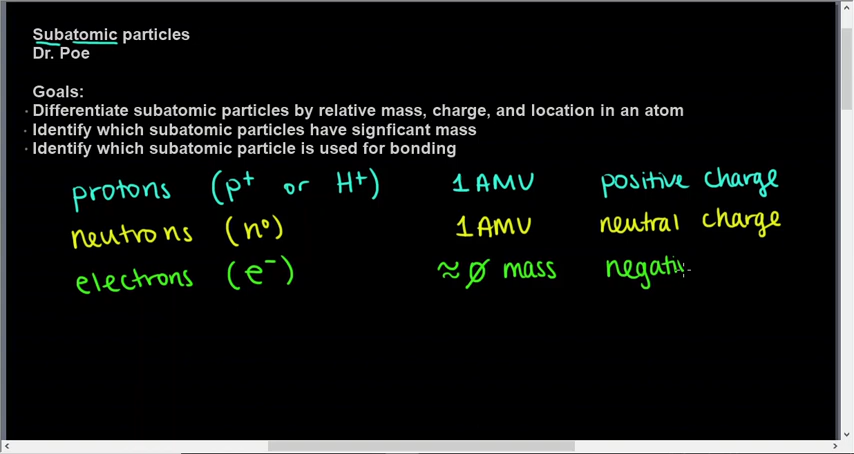 Subatomic particles
Dr. Poe
Goals:
· Differentiate subatomic particles by relative mass, charge, and location in an atom
· Identify which subatomic particles have signficant mass
· Identify which subatomic particle is used for bonding
protons (p⁺ or H⁺) 1 AMU positive charge
neutrons (n⁰) 1 AMU neutral charge
electrons (e⁻) ≈ ∅ mass negativ